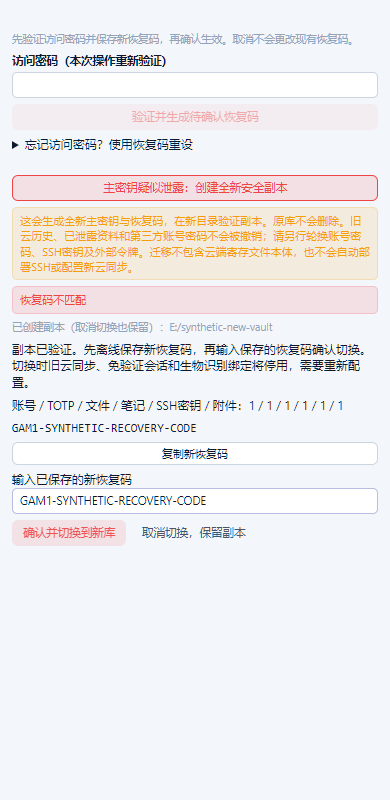 先验证访问密码并保存新恢复码，再确认生效。取消不会更改现有恢复码。
访问密码（本次操作重新验证）
验证并生成待确认恢复码
▶ 忘记访问密码？使用恢复码重设
主密钥疑似泄露：创建全新安全副本
这会生成全新主密钥与恢复码，在新目录验证副本。原库不会删除。旧
云历史、已泄露资料和第三方账号密码不会被撤销；请另行轮换账号密
码、SSH密钥及外部令牌。迁移不包含云端寄存文件本体，也不会自动部
署SSH或配置新云同步。
恢复码不匹配
已创建副本（取消切换也保留）：E:/synthetic-new-vault
副本已验证。先离线保存新恢复码，再输入保存的恢复码确认切换。
切换时旧云同步、免验证会话和生物识别绑定将停用，需要重新配
置。
账号 / TOTP / 文件 / 笔记 / SSH密钥 / 附件：1 / 1 / 1 / 1 / 1 / 1
GAM1-SYNTHETIC-RECOVERY-CODE
复制新恢复码
输入已保存的新恢复码
GAM1-SYNTHETIC-RECOVERY-CODE
确认并切换到新库
取消切换，保留副本